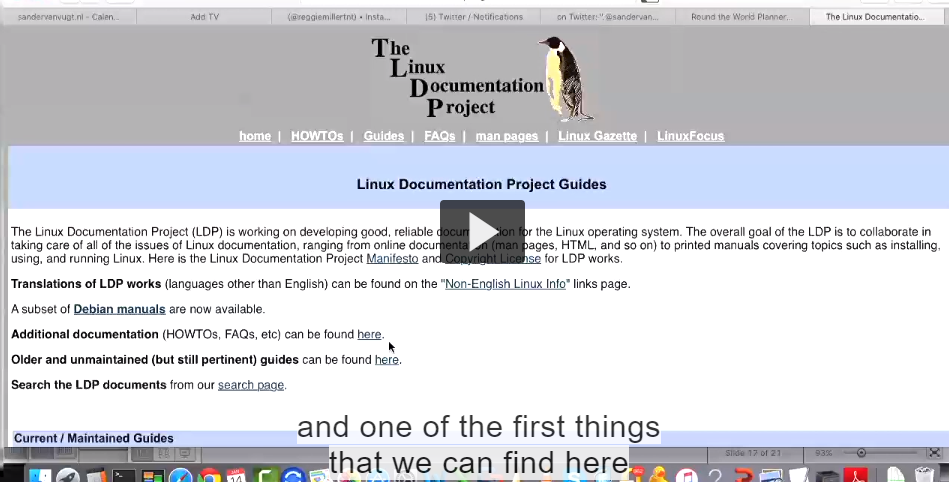 sandervanvugt.nl - Calen... Add TV (@reggiemillertnt) • Insta... (5) Twitter / Notifications on Twitter: ".@sandervan... Round the World Planner... The Linux Documentatio...
The
Linux
Documentation
Project
home | HOWTOs | Guides | FAQs | man pages | Linux Gazette | LinuxFocus
Linux Documentation Project Guides
The Linux Documentation Project (LDP) is working on developing good, reliable docu on for the Linux operating system. The overall goal of the LDP is to collaborate in
taking care of all of the issues of Linux documentation, ranging from online documentation (man pages, HTML, and so on) to printed manuals covering topics such as installing,
using, and running Linux. Here is the Linux Documentation Project Manifesto and Copyright License for LDP works.
Translations of LDP works (languages other than English) can be found on the "Non-English Linux Info" links page.
A subset of Debian manuals are now available.
Additional documentation (HOWTOs, FAQs, etc) can be found here.
Older and unmaintained (but still pertinent) guides can be found here.
Search the LDP documents from our search page.
Current / Maintained Guides
and one of the first things
that we can find here
Slide 17 of 21 93%